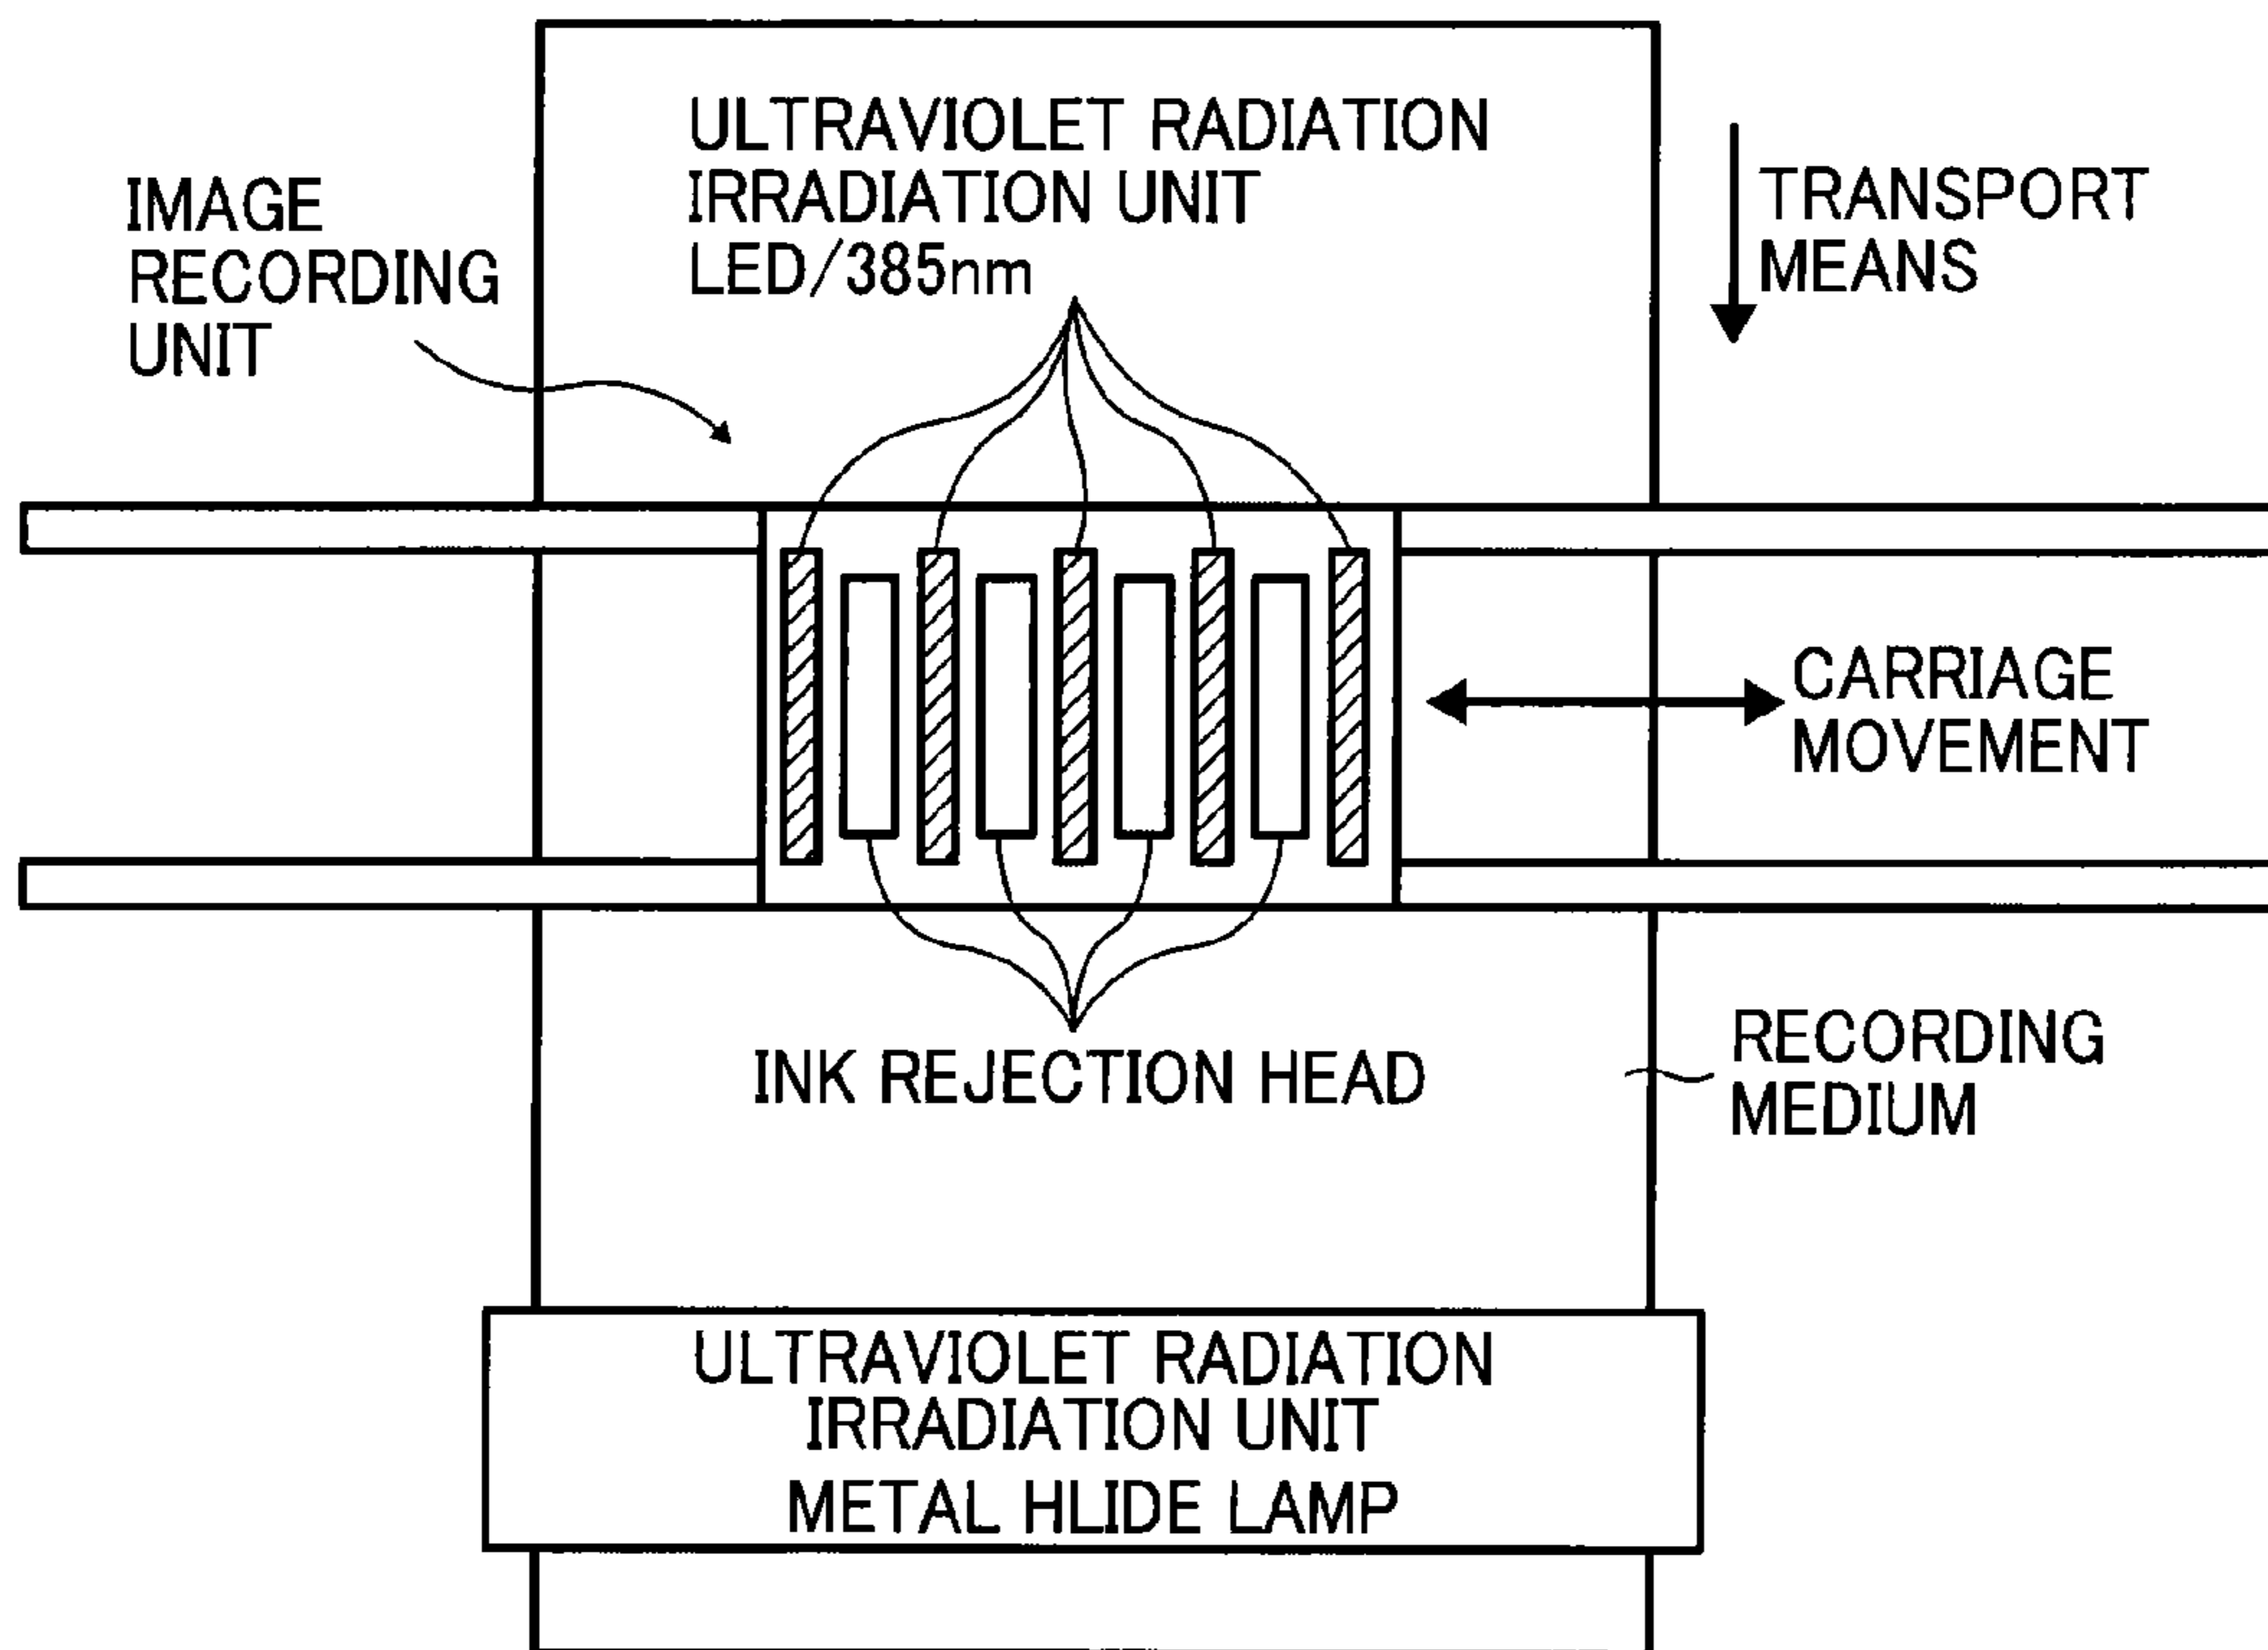 ULTRAVIOLET RADIATION
IRRADIATION UNIT
LED/385nm
IMAGE
RECORDING
UNIT
TRANSPORT
MEANS
CARRIAGE
MOVEMENT
INK REJECTION HEAD
RECORDING
MEDIUM
ULTRAVIOLET RADIATION
IRRADIATION UNIT
METAL HLIDE LAMP